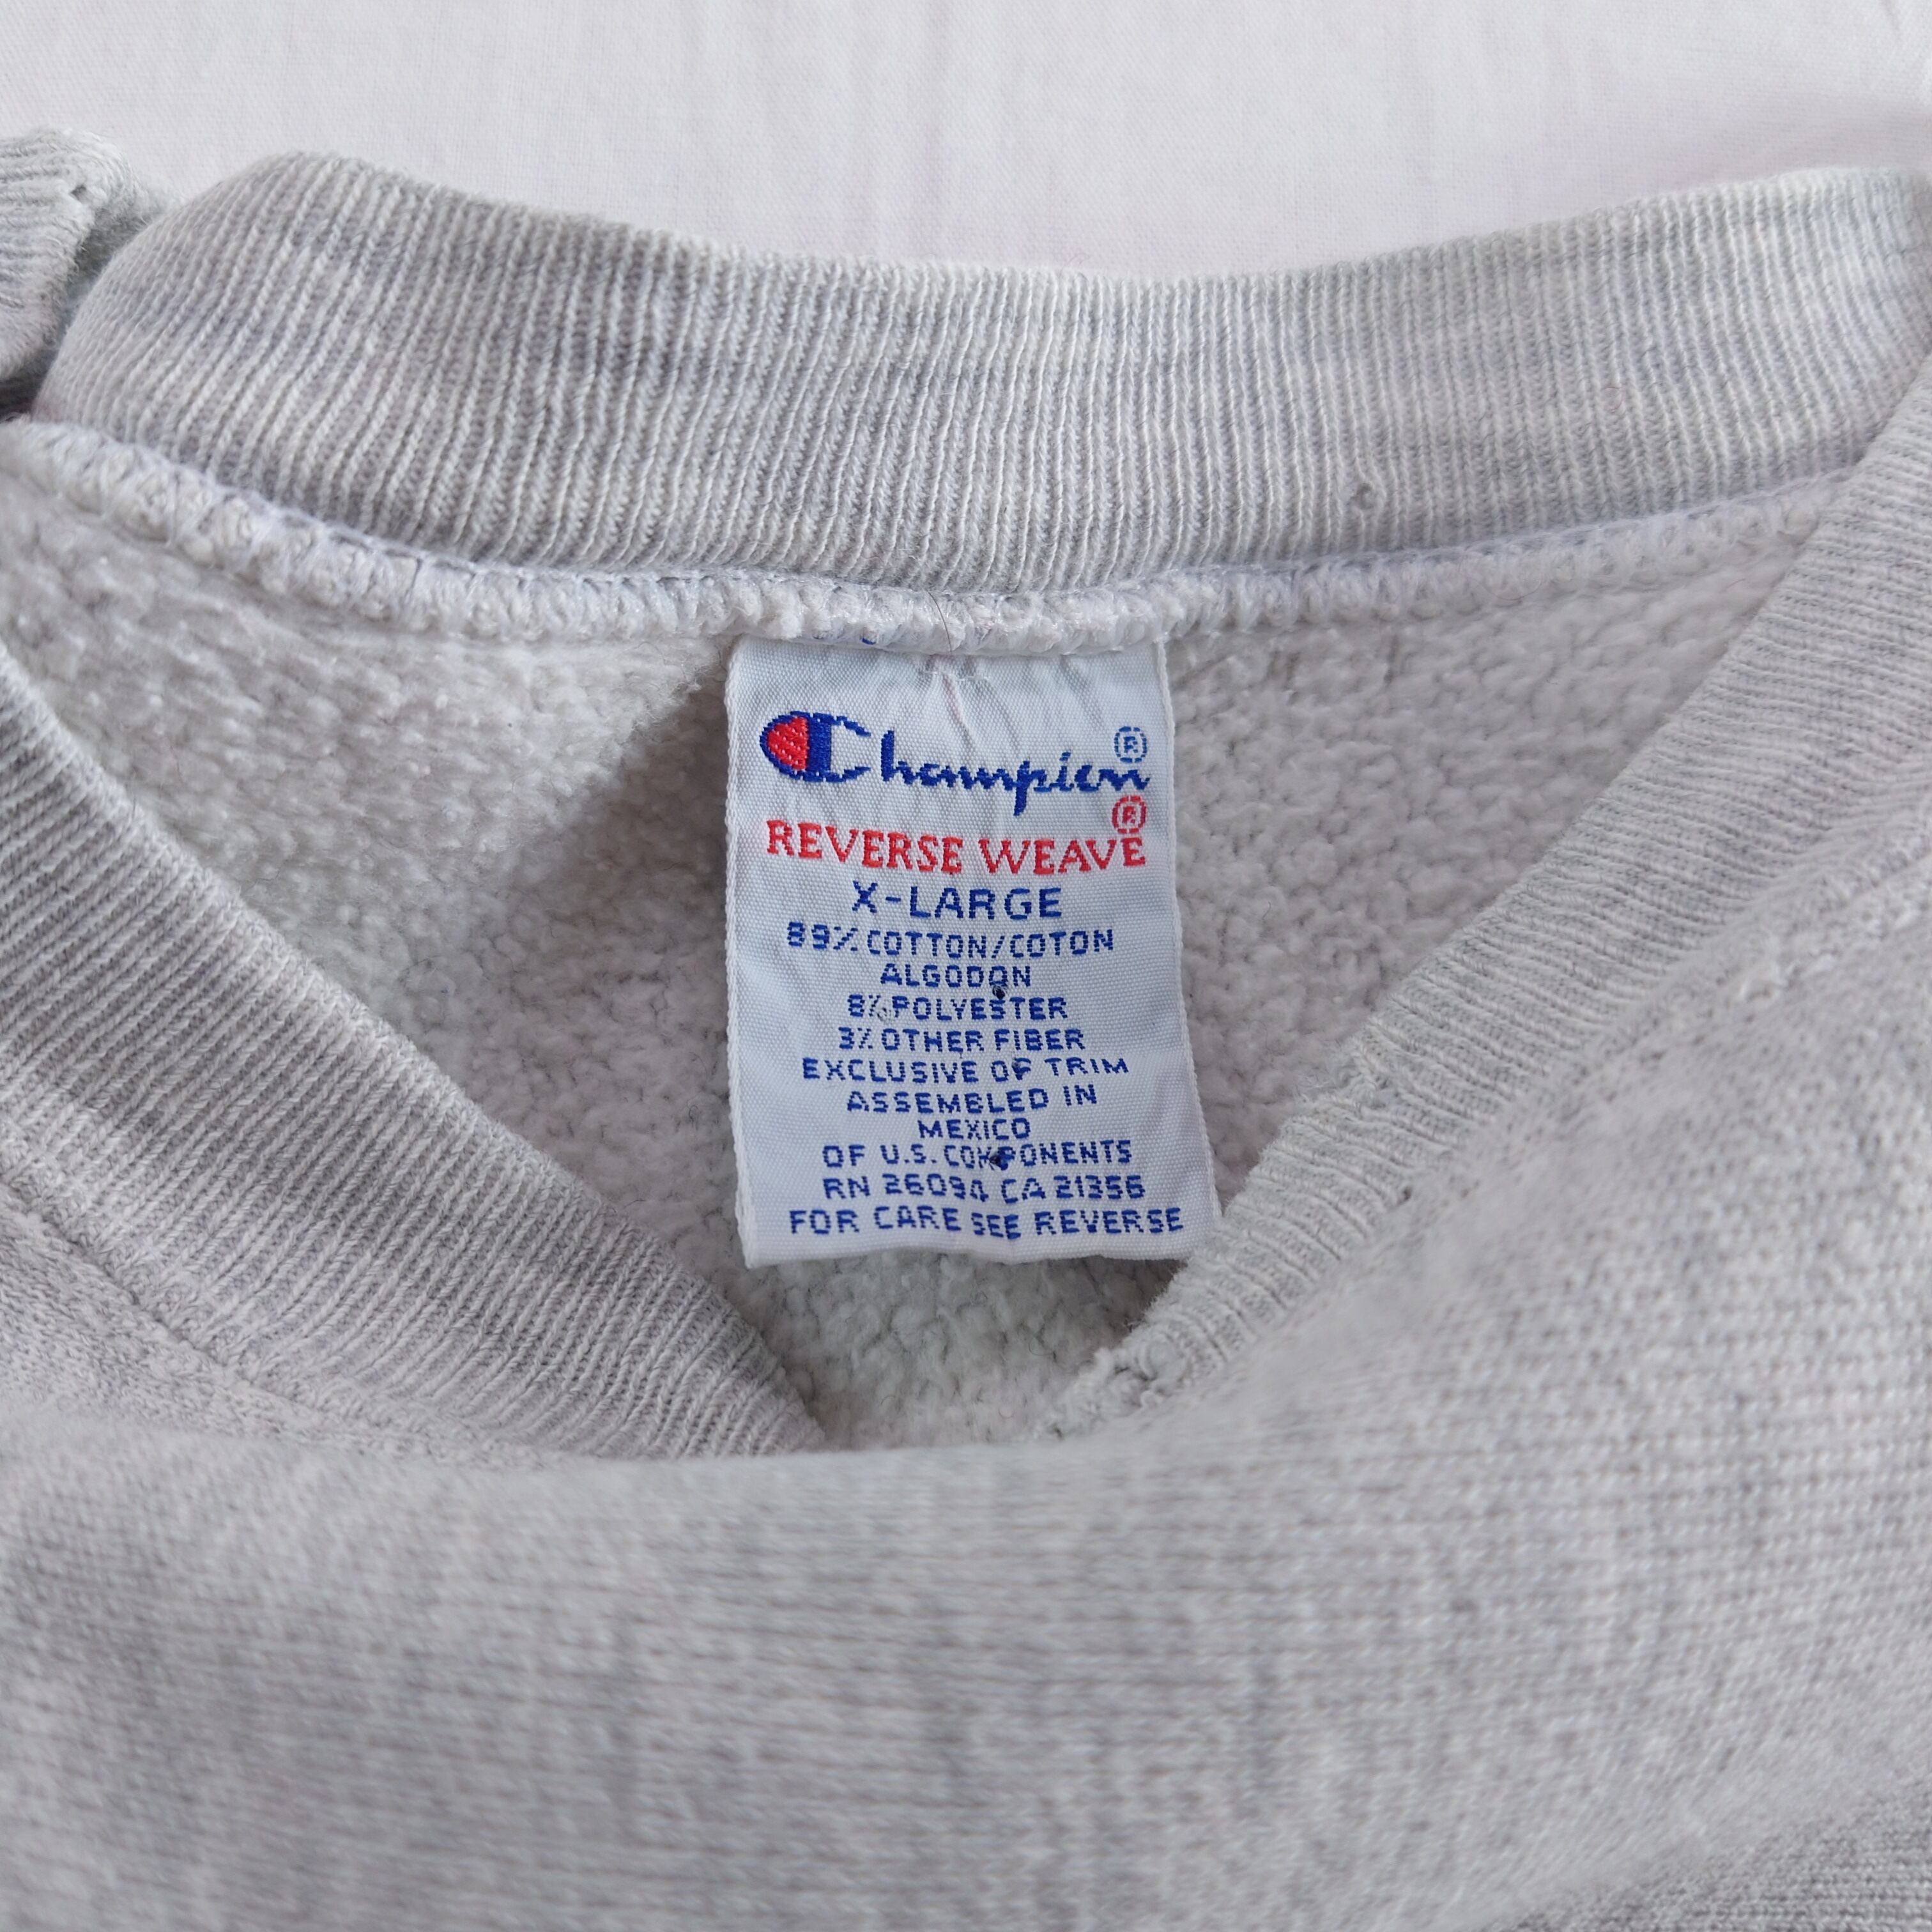 Champion®
REVERSE WEAVE®
X-LARGE
89% COTTON/COTON
ALGODON
8% POLYESTER
3% OTHER FIBER
EXCLUSIVE OF TRIM
ASSEMBLED IN
MEXICO
OF U.S. COMPONENTS
RN 26094 CA 21356
FOR CARE SEE REVERSE